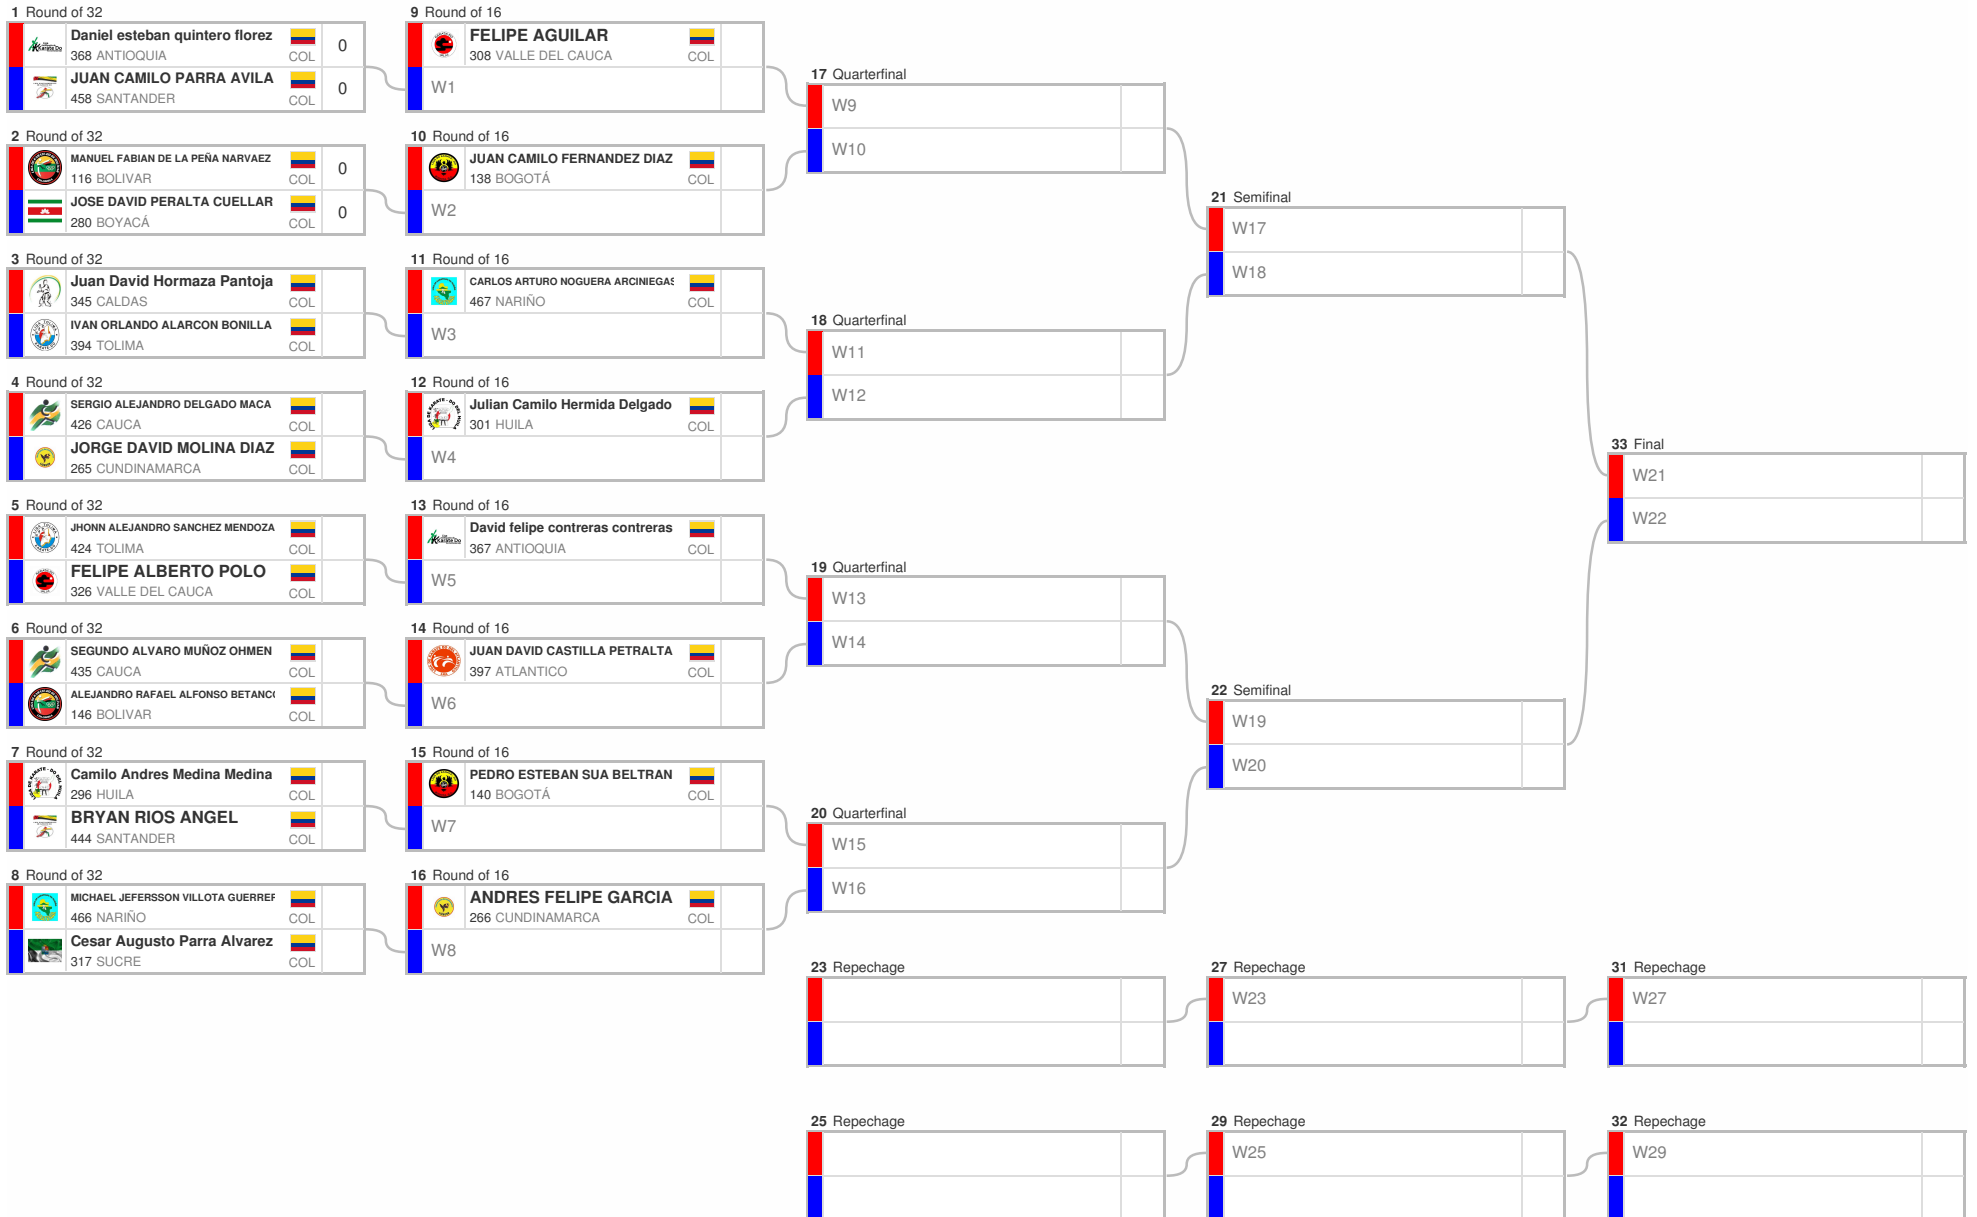 1 Round of 32
Daniel esteban quintero florez
368 ANTIOQUIA COL 0
JUAN CAMILO PARRA AVILA
458 SANTANDER COL 0
2 Round of 32
MANUEL FABIAN DE LA PEÑA NARVAEZ
116 BOLIVAR COL 0
JOSE DAVID PERALTA CUELLAR
280 BOYACÁ COL 0
3 Round of 32
Juan David Hormaza Pantoja
345 CALDAS COL
IVAN ORLANDO ALARCON BONILLA
394 TOLIMA COL
4 Round of 32
SERGIO ALEJANDRO DELGADO MACA
426 CAUCA COL
JORGE DAVID MOLINA DIAZ
265 CUNDINAMARCA COL
5 Round of 32
JHONN ALEJANDRO SANCHEZ MENDOZA
424 TOLIMA COL
FELIPE ALBERTO POLO
326 VALLE DEL CAUCA COL
6 Round of 32
SEGUNDO ALVARO MUÑOZ OHMEN
435 CAUCA COL
ALEJANDRO RAFAEL ALFONSO BETANC
146 BOLIVAR COL
7 Round of 32
Camilo Andres Medina Medina
296 HUILA COL
BRYAN RIOS ANGEL
444 SANTANDER COL
8 Round of 32
MICHAEL JEFERSSON VILLOTA GUERRER
466 NARIÑO COL
Cesar Augusto Parra Alvarez
317 SUCRE COL
9 Round of 16
FELIPE AGUILAR
308 VALLE DEL CAUCA COL
W1
10 Round of 16
JUAN CAMILO FERNANDEZ DIAZ
138 BOGOTÁ COL
W2
11 Round of 16
CARLOS ARTURO NOGUERA ARCINIEGAS
467 NARIÑO COL
W3
12 Round of 16
Julian Camilo Hermida Delgado
301 HUILA COL
W4
13 Round of 16
David felipe contreras contreras
367 ANTIOQUIA COL
W5
14 Round of 16
JUAN DAVID CASTILLA PETRALTA
397 ATLANTICO COL
W6
15 Round of 16
PEDRO ESTEBAN SUA BELTRAN
140 BOGOTÁ COL
W7
16 Round of 16
ANDRES FELIPE GARCIA
266 CUNDINAMARCA COL
W8
17 Quarterfinal
W9
W10
18 Quarterfinal
W11
W12
19 Quarterfinal
W13
W14
20 Quarterfinal
W15
W16
21 Semifinal
W17
W18
22 Semifinal
W19
W20
33 Final
W21
W22
23 Repechage
27 Repechage
W23
31 Repechage
W27
25 Repechage
29 Repechage
W25
32 Repechage
W29